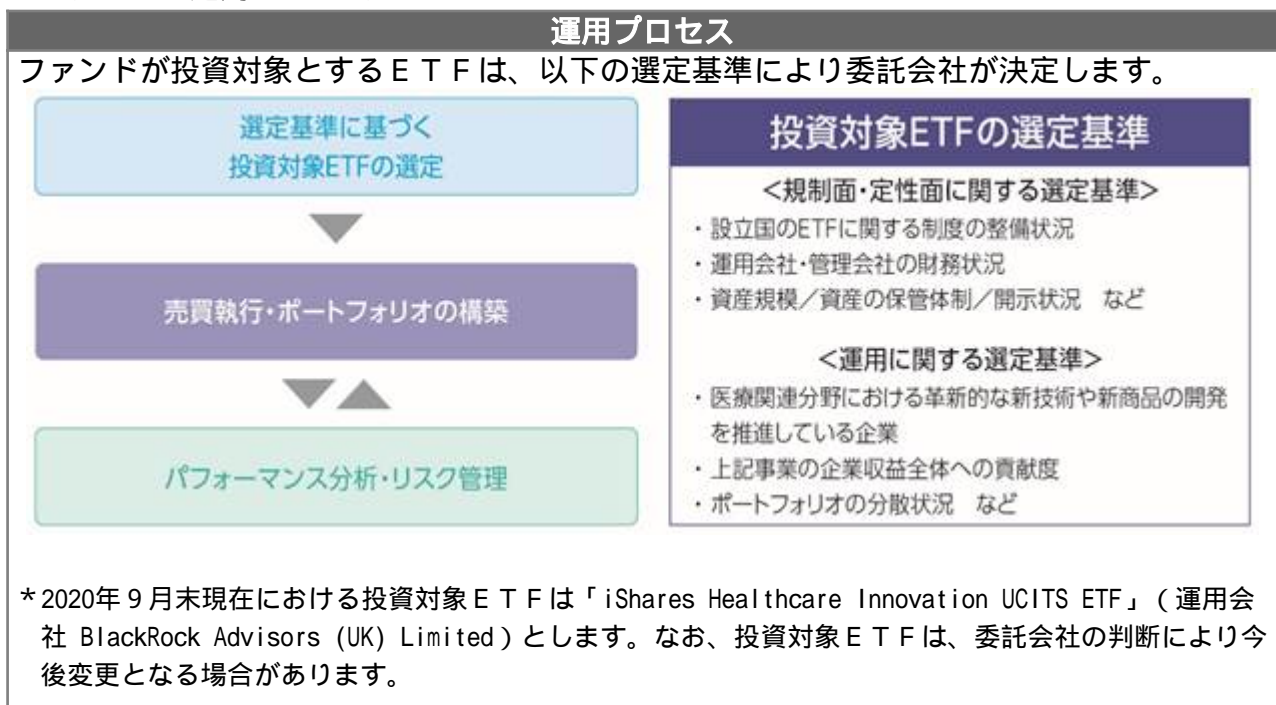 運用プロセス
ファンドが投資対象とするＥＴＦは、以下の選定基準により委託会社が決定します。
選定基準に基づく
投資対象ETFの選定
売買執行・ポートフォリオの構築
パフォーマンス分析・リスク管理
投資対象ETFの選定基準
＜規制面・定性面に関する選定基準＞
・設立国のETFに関する制度の整備状況
・運用会社・管理会社の財務状況
・資産規模／資産の保管体制／開示状況　など
＜運用に関する選定基準＞
・医療関連分野における革新的な新技術や新商品の開発
を推進している企業
・上記事業の企業収益全体への貢献度
・ポートフォリオの分散状況　など
＊2020年９月末現在における投資対象ＥＴＦは「iShares Healthcare Innovation UCITS ETF」（運用会
社 BlackRock Advisors (UK) Limited）とします。なお、投資対象ＥＴＦは、委託会社の判断により今
後変更となる場合があります。